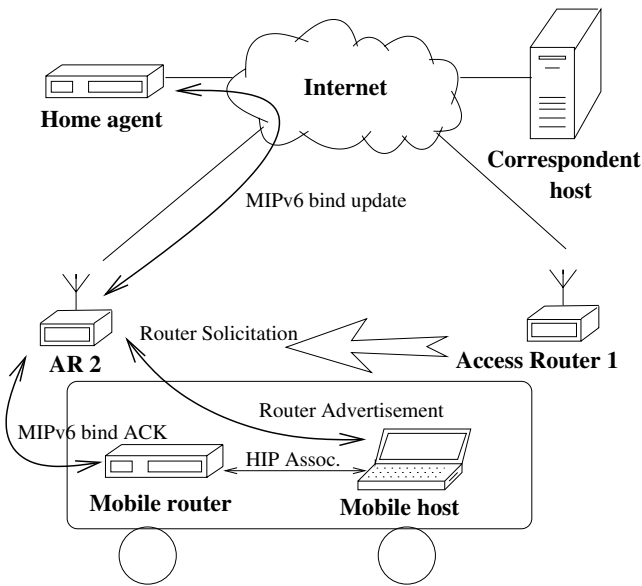 Internet
Home agent
Correspondent
host
MIPv6 bind update
Router Solicitation
AR 2
Access Router 1
Router Advertisement
MIPv6 bind ACK
HIP Assoc.
Mobile router
Mobile host